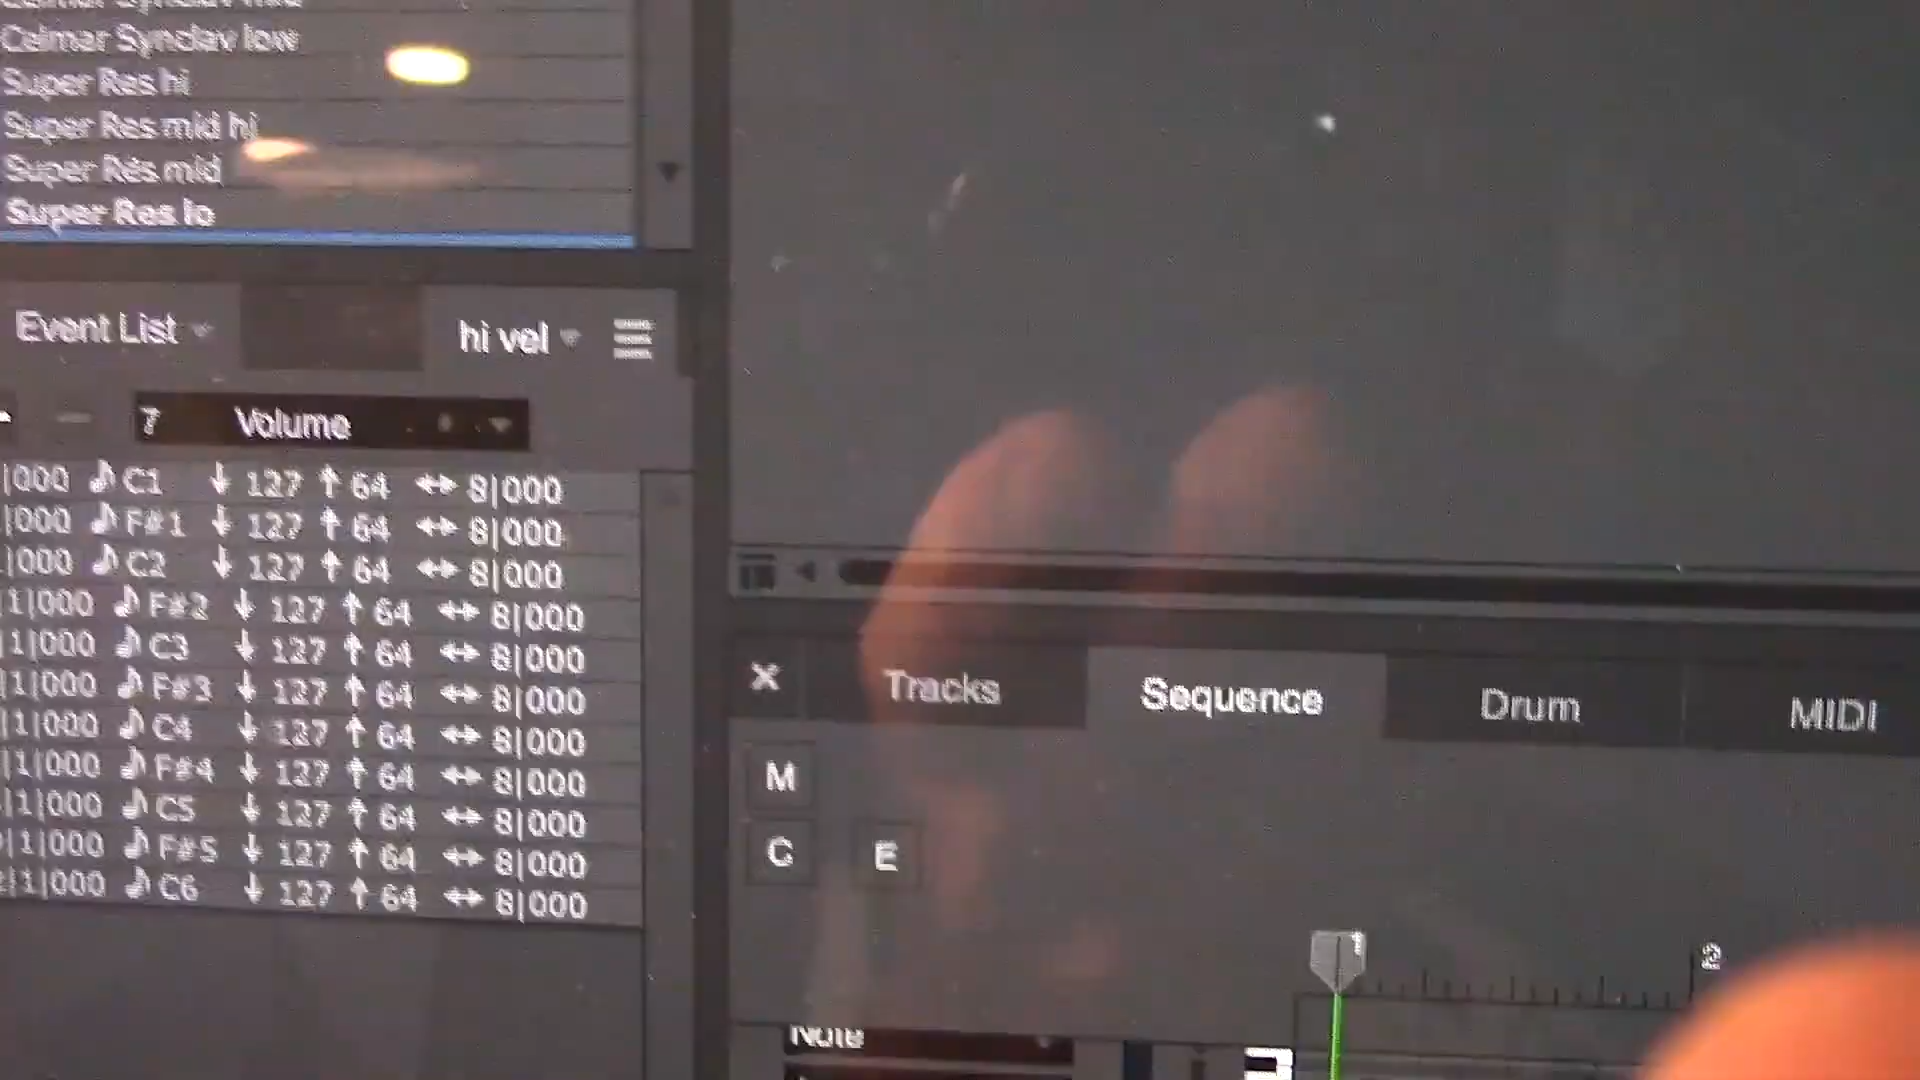 Calmar Synclav low
Super Res hi
Super Res mid hi
Super Res mid
Super Res lo
Event List
hi vel
7 Volume
|000 C1 127 64 8|000
|000 F#1 127 64 8|000
|000 C2 127 64 8|000
|1|000 F#2 127 64 8|000
|1|000 C3 127 64 8|000
|1|000 F#3 127 64 8|000
|1|000 C4 127 64 8|000
|1|000 F#4 127 64 8|000
|1|000 C5 127 64 8|000
|1|000 F#5 127 64 8|000
|1|000 C6 127 64 8|000
X Tracks Sequence Drum MIDI
M
C E
1 2
Note